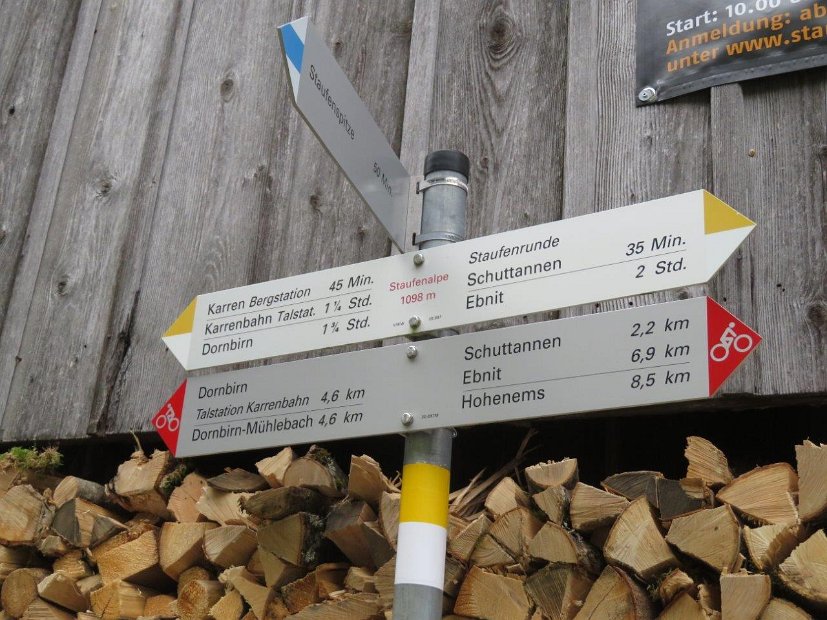 Start: 10.00
Anmeldung: ab
unter www.sta
Staufenspitze
50 Min.
Karren Bergstation 45 Min.
Karrenbahn Talstat. 1 ¼ Std.
Dornbirn 1 ¾ Std.
Staufenalpe
1098 m
Staufenrunde
Schuttannen 35 Min.
Ebnit 2 Std.
Dornbirn
Talstation Karrenbahn 4,6 km
Dornbirn-Mühlebach 4,6 km
Schuttannen 2,2 km
Ebnit 6,9 km
Hohenems 8,5 km